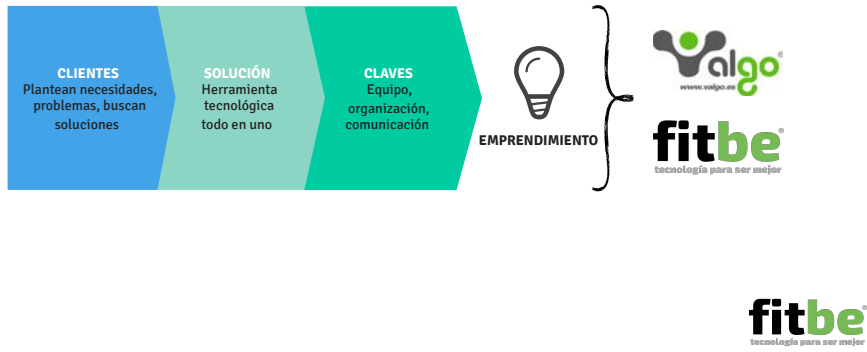 CLIENTES
Plantean necesidades,
problemas, buscan
soluciones
SOLUCIÓN
Herramienta
tecnológica
todo en uno
CLAVES
Equipo,
organización,
comunicación
EMPRENDIMIENTO
Valgo®
www.valgo.es
fitbe®
tecnología para ser mejor
fitbe®
tecnología para ser mejor